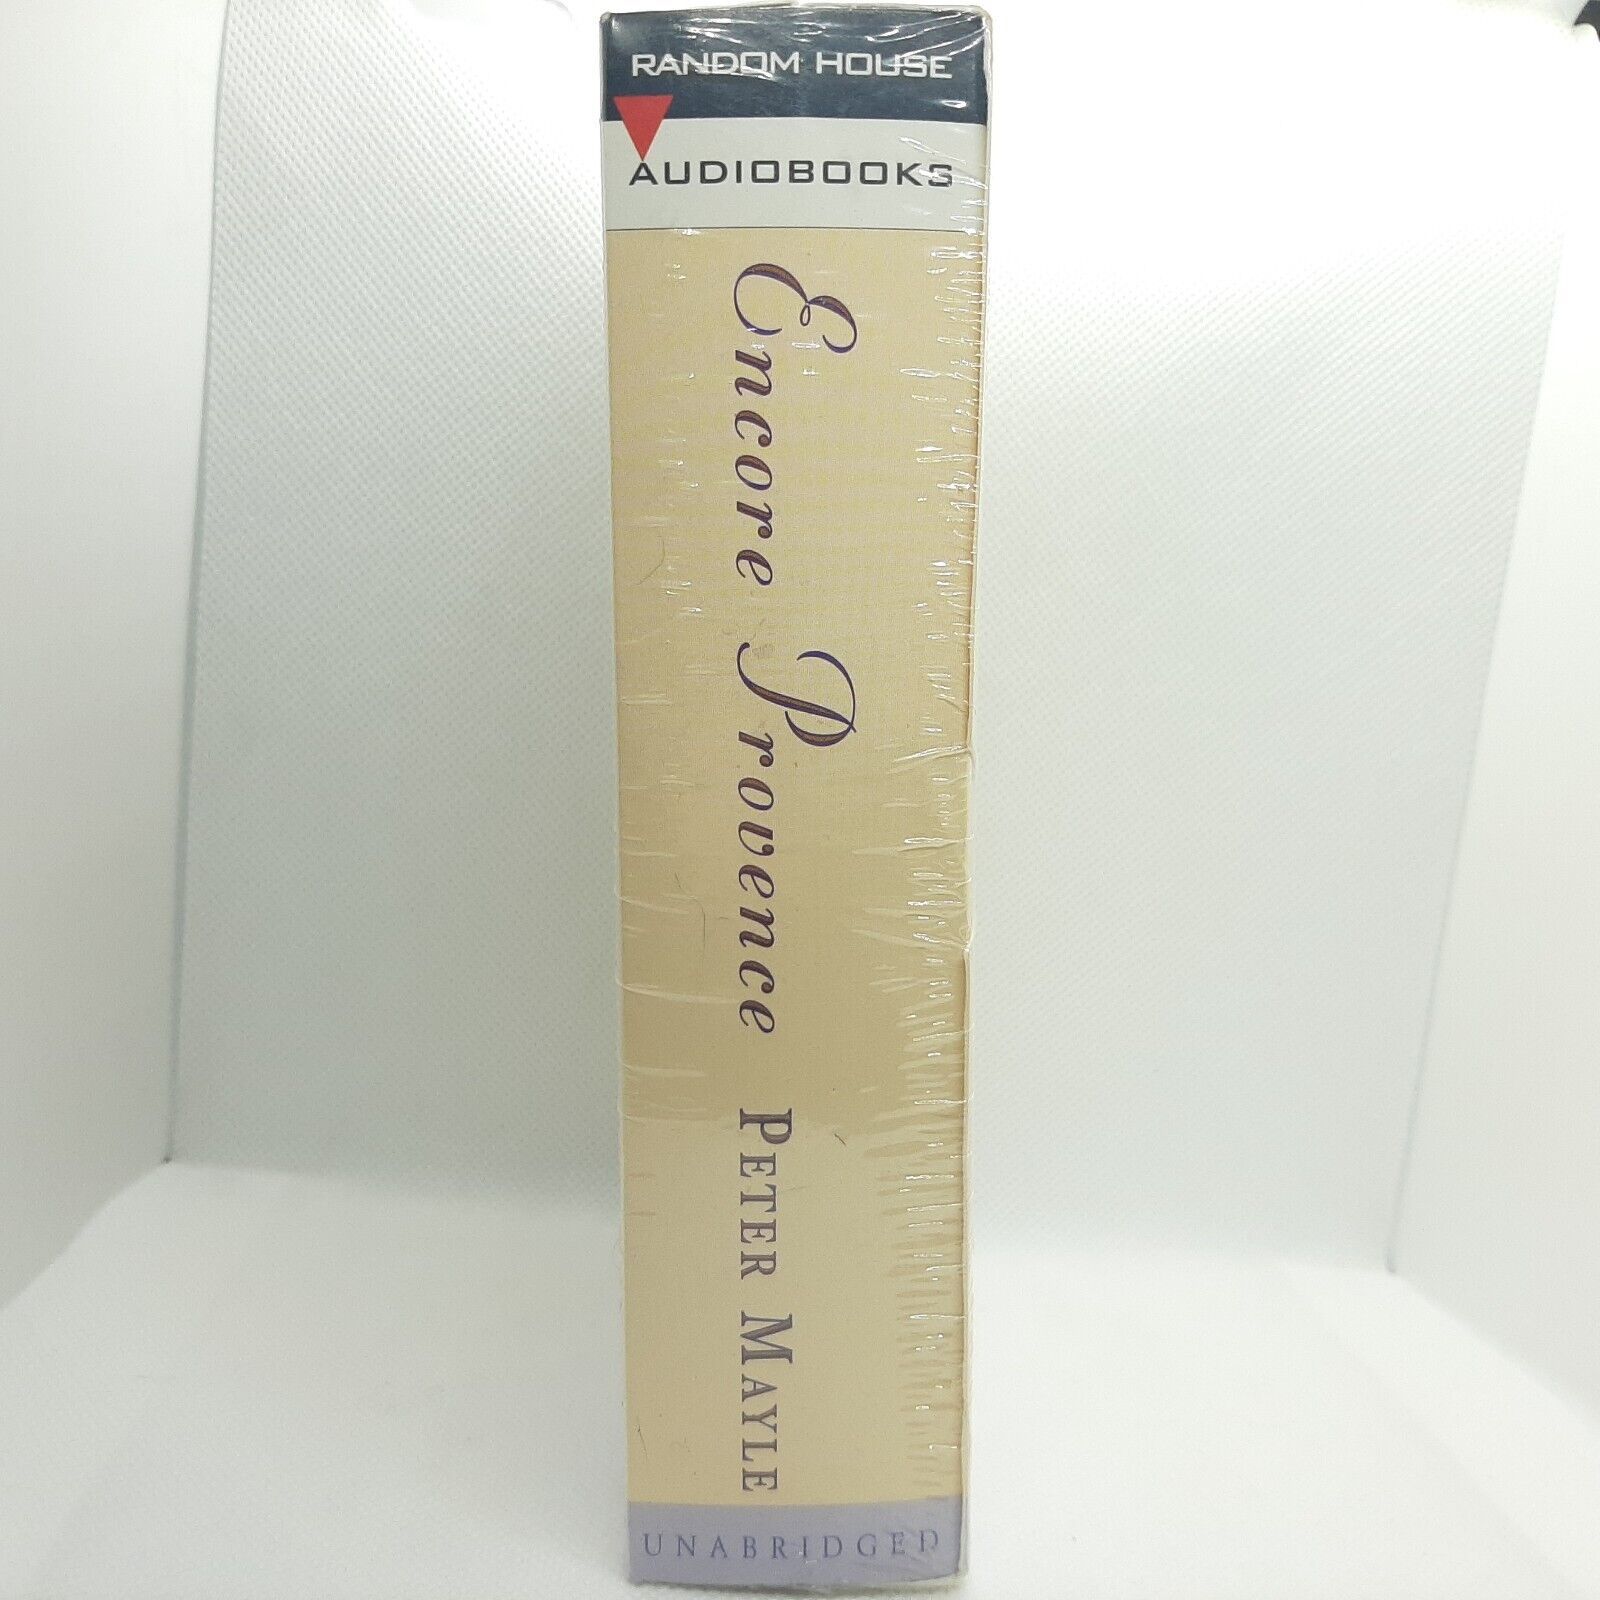 RANDOM HOUSE
AUDIOBOOKS
Encore Provence PETER MAYLE
UNABRIDGED